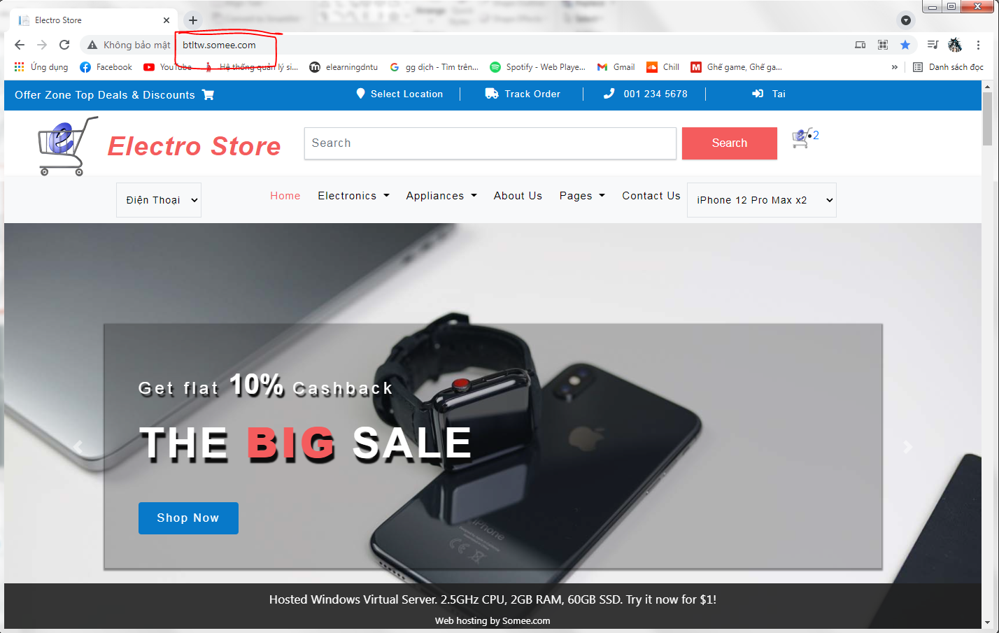 Electro Store
Không bảo mật btltw.somee.com
Ứng dụng Facebook YouTube Hệ thống quản lý si... elearningdntu gg dịch - Tìm trên... Spotify - Web Playe... Gmail Chill Ghế game, Ghế ga... » Danh sách đọc
Offer Zone Top Deals & Discounts Select Location Track Order 001 234 5678 Tai
Electro Store Search Search 2
Điện Thoại Home Electronics Appliances About Us Pages Contact Us iPhone 12 Pro Max x2
Get flat 10% Cashback
THE BIG SALE
Shop Now
iPhone
Hosted Windows Virtual Server. 2.5GHz CPU, 2GB RAM, 60GB SSD. Try it now for $1!
Web hosting by Somee.com